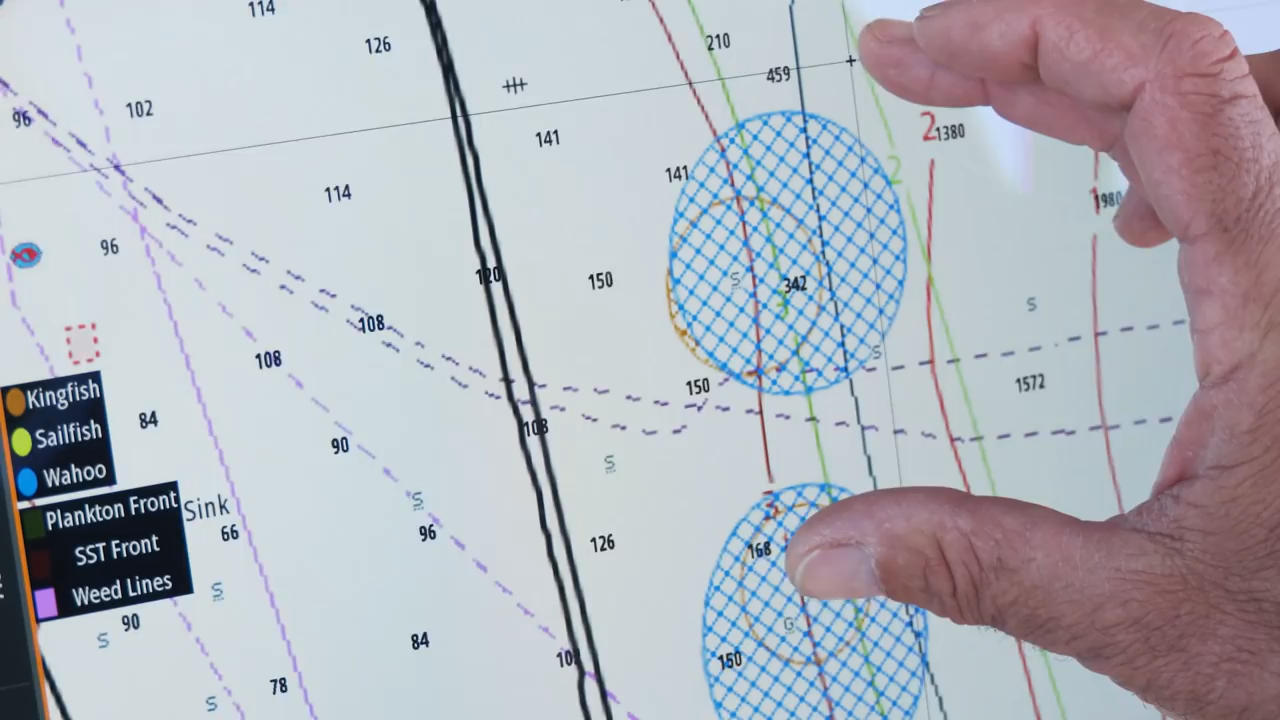 114
126
210
459
96
102
141
2
1380
141
2
114
1980
96
120
150
S
342
S
108
S
108
150
1572
Kingfish
84
108
Sailfish
90
S
Wahoo
S
Plankton Front
Sink
66
96
126
168
SST Front
Weed Lines
S
90
S
G
84
150
78
S